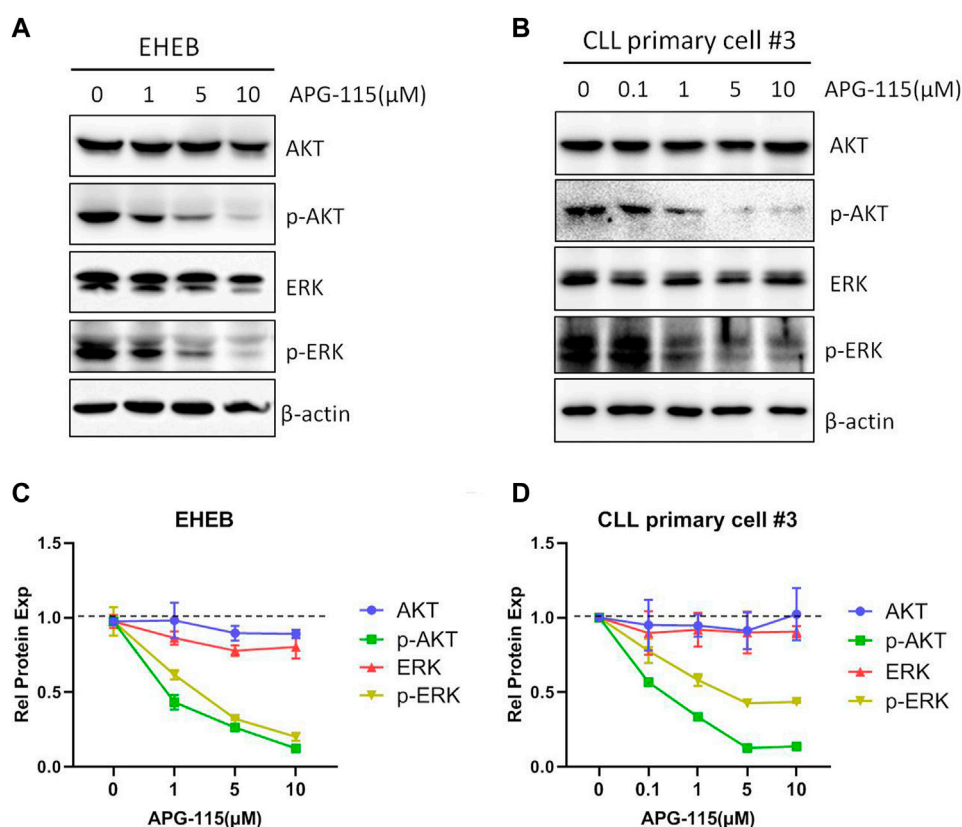 A
EHEB
0 1 5 10 APG-115(μM)
AKT
p-AKT
ERK
p-ERK
β-actin
B
CLL primary cell #3
0 0.1 1 5 10 APG-115(μM)
AKT
p-AKT
ERK
p-ERK
β-actin
C
EHEB
Rel Protein Exp
1.5
1.0
0.5
0.0
0 1 5 10
APG-115(μM)
AKT
p-AKT
ERK
p-ERK
D
CLL primary cell #3
Rel Protein Exp
1.5
1.0
0.5
0.0
0 0.1 1 5 10
APG-115(μM)
AKT
p-AKT
ERK
p-ERK